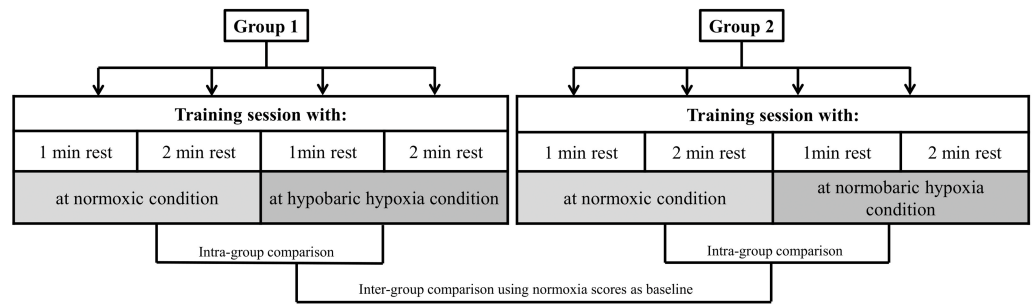 Group 1
Training session with:
1 min rest
2 min rest
1min rest
2 min rest
at normoxic condition
at hypobaric hypoxia condition
Intra-group comparison
Group 2
Training session with:
1 min rest
2 min rest
1min rest
2 min rest
at normoxic condition
at normobaric hypoxia
condition
Intra-group comparison
Inter-group comparison using normoxia scores as baseline